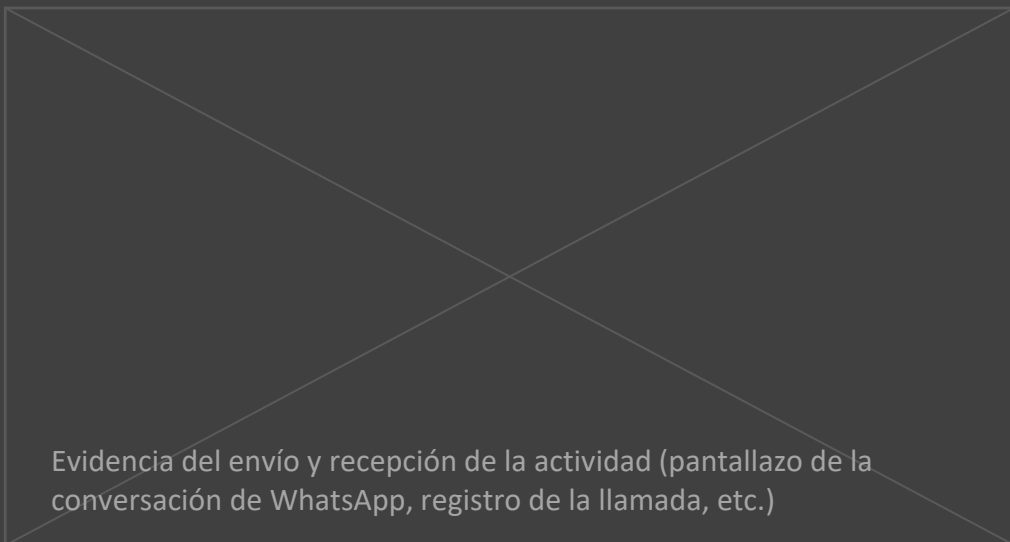 Evidencia del envío y recepción de la actividad (pantallazo de la
conversación de WhatsApp, registro de la llamada, etc.)